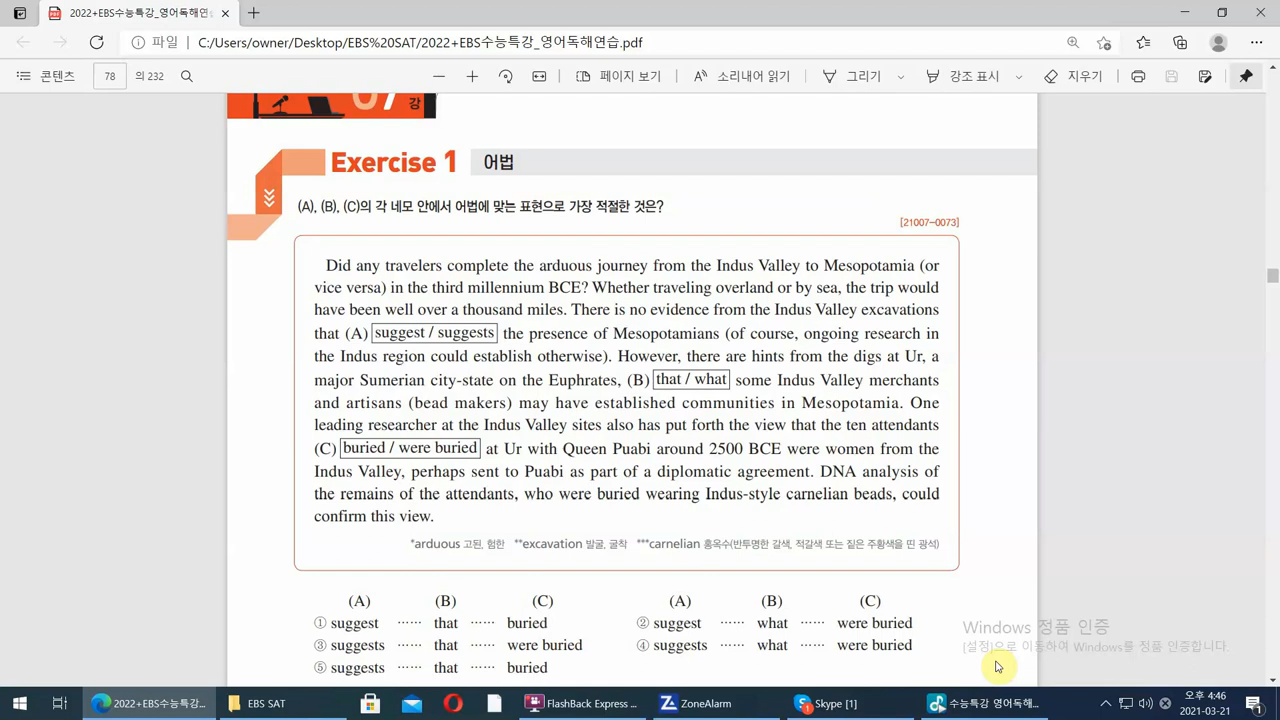 2022+EBS수능특강_영어독해연습
파일 C:/Users/owner/Desktop/EBS%20SAT/2022+EBS수능특강_영어독해연습.pdf
콘텐츠 78 의 232 페이지 보기 소리내어 읽기 그리기 강조 표시 지우기
강
Exercise 1 어법
(A), (B), (C)의 각 네모 안에서 어법에 맞는 표현으로 가장 적절한 것은?
[21007-0073]
Did any travelers complete the arduous journey from the Indus Valley to Mesopotamia (or
vice versa) in the third millennium BCE? Whether traveling overland or by sea, the trip would
have been well over a thousand miles. There is no evidence from the Indus Valley excavations
that (A) suggest / suggests the presence of Mesopotamians (of course, ongoing research in
the Indus region could establish otherwise). However, there are hints from the digs at Ur, a
major Sumerian city-state on the Euphrates, (B) that / what some Indus Valley merchants
and artisans (bead makers) may have established communities in Mesopotamia. One
leading researcher at the Indus Valley sites also has put forth the view that the ten attendants
(C) buried / were buried at Ur with Queen Puabi around 2500 BCE were women from the
Indus Valley, perhaps sent to Puabi as part of a diplomatic agreement. DNA analysis of
the remains of the attendants, who were buried wearing Indus-style carnelian beads, could
confirm this view.
*arduous 고된, 험한 **excavation 발굴, 굴착 ***carnelian 홍옥수(반투명한 갈색, 적갈색 또는 짙은 주황색을 띤 광석)
(A) (B) (C) (A) (B) (C)
① suggest ······ that ······ buried ② suggest ······ what ······ were buried
③ suggests ······ that ······ were buried ④ suggests ······ what ······ were buried
⑤ suggests ······ that ······ buried
Windows 정품 인증
[설정]으로 이동하여 Windows를 정품 인증합니다.
2022+EBS수능특강_... EBS SAT FlashBack Express ... ZoneAlarm Skype [1] 수능특강 영어독해... 오후 4:46
2021-03-21